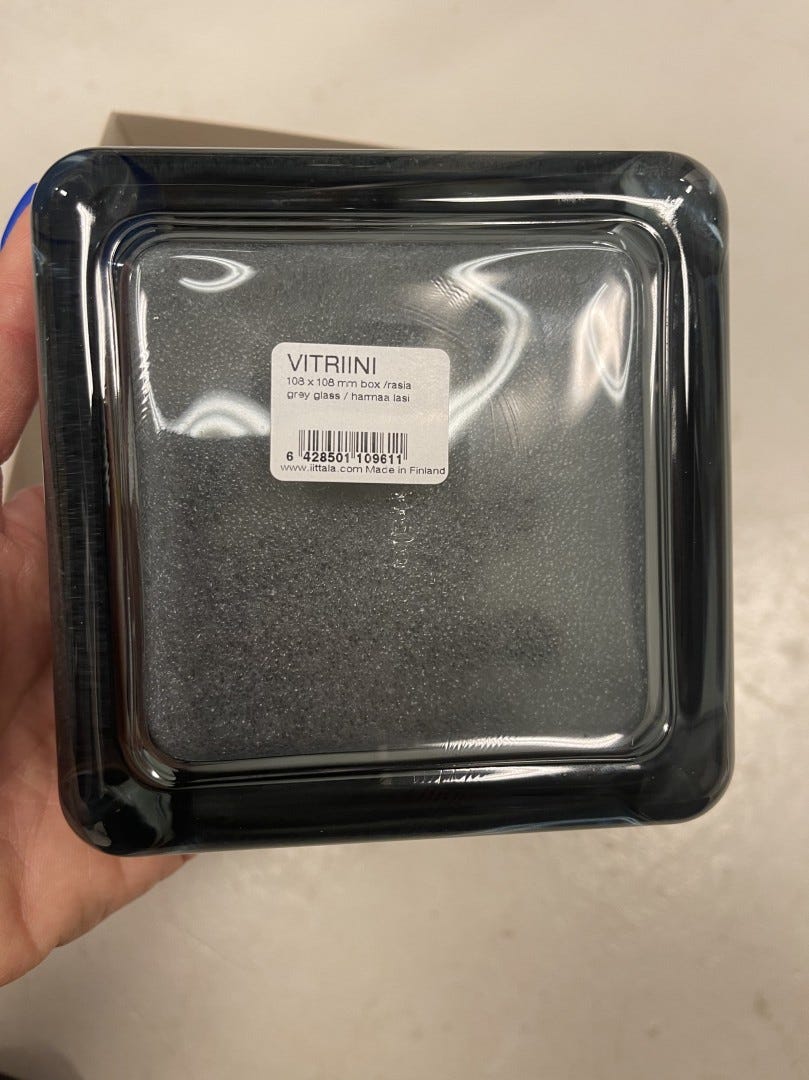 VITRIINI
108 x 108 mm box /rasia
grey glass / harmaa lasi
6 428501 109611
www.iittala.com Made in Finland